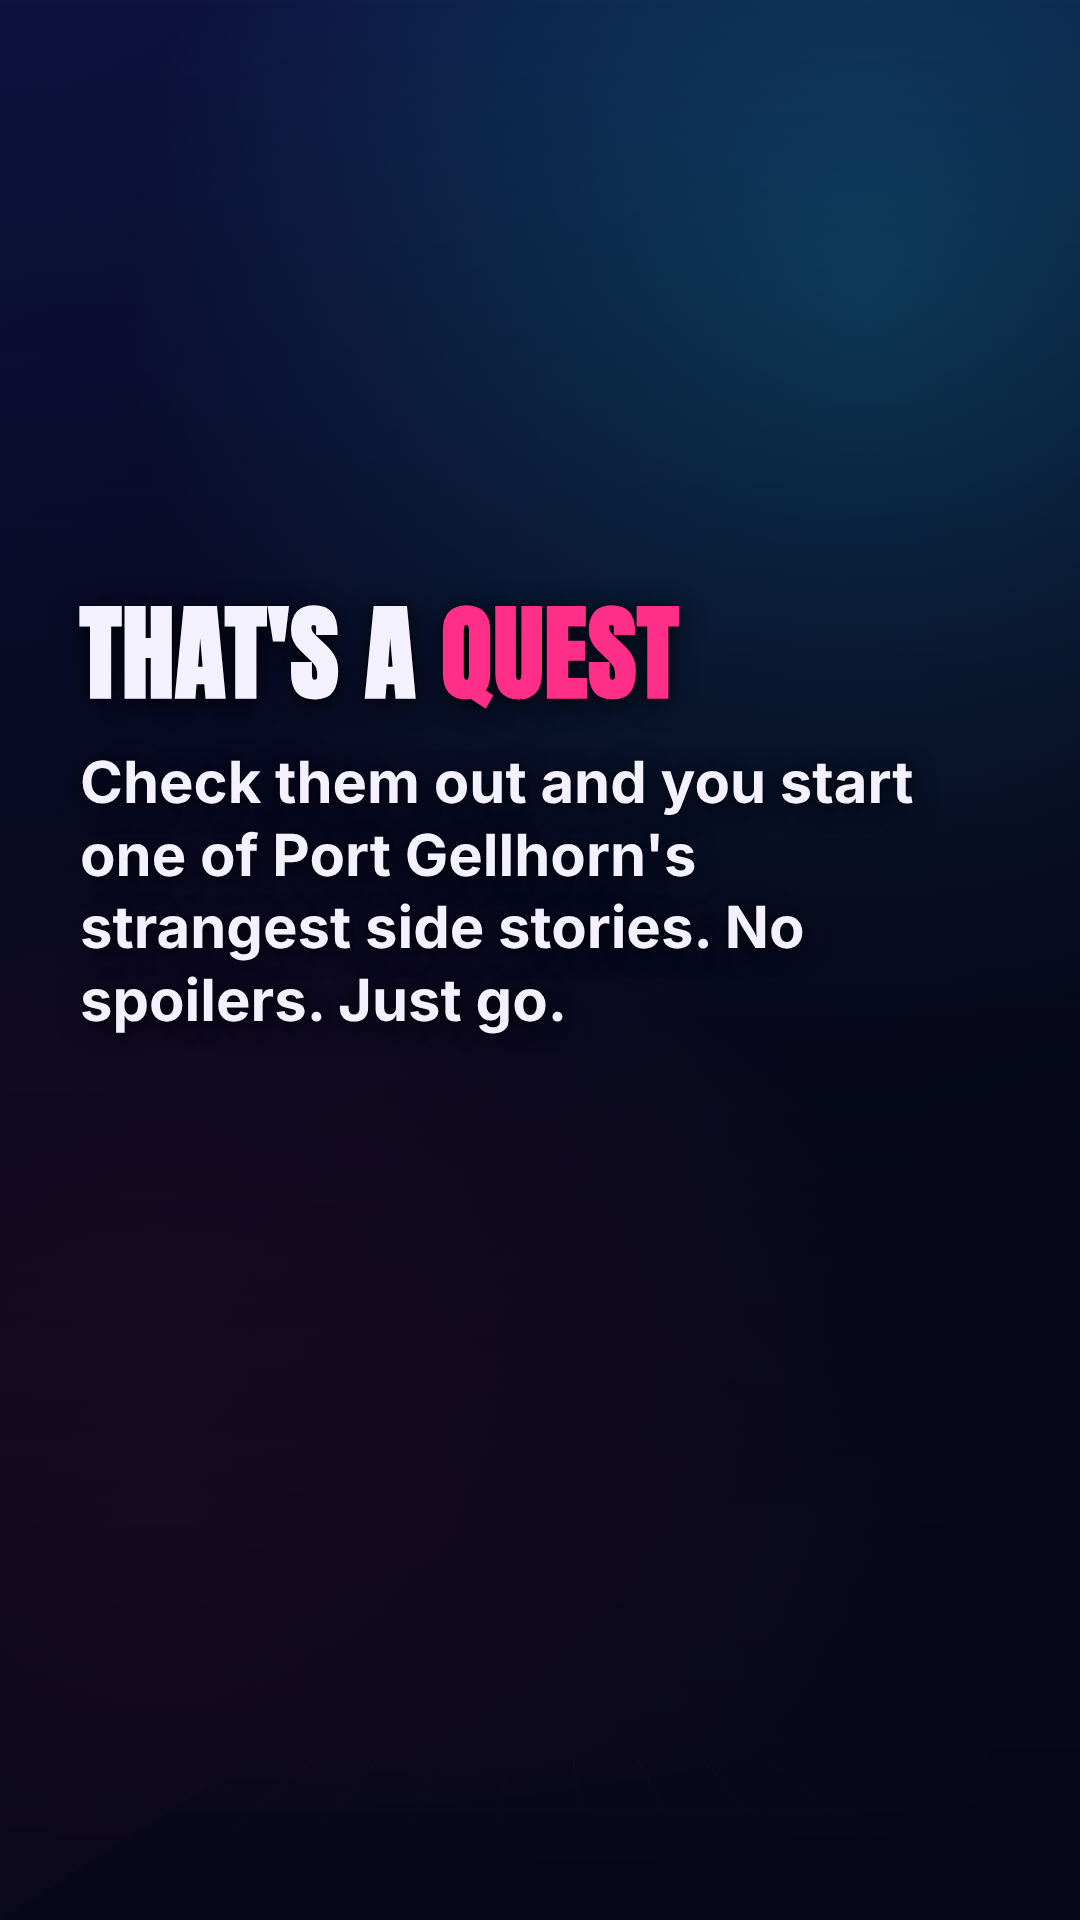 THAT'S A QUEST
Check them out and you start
one of Port Gellhorn's
strangest side stories. No
spoilers. Just go.